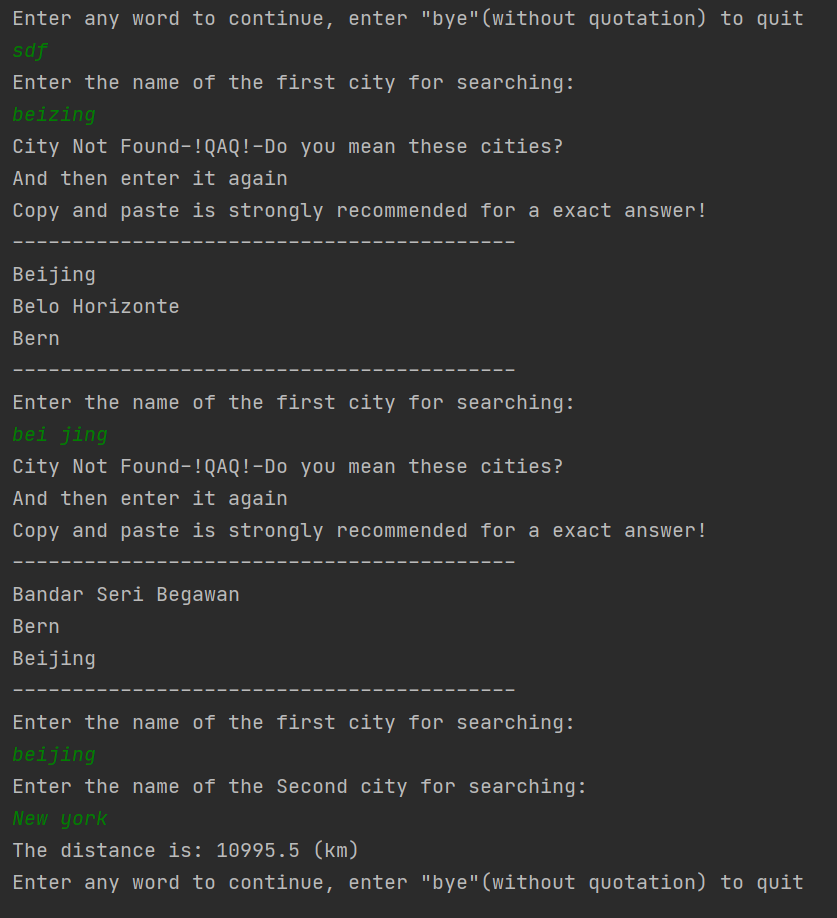 Enter any word to continue, enter "bye"(without quotation) to quit
sdf
Enter the name of the first city for searching:
beizing
City Not Found-!QAQ!-Do you mean these cities?
And then enter it again
Copy and paste is strongly recommended for a exact answer!
------------------------------------------
Beijing
Belo Horizonte
Bern
------------------------------------------
Enter the name of the first city for searching:
bei jing
City Not Found-!QAQ!-Do you mean these cities?
And then enter it again
Copy and paste is strongly recommended for a exact answer!
------------------------------------------
Bandar Seri Begawan
Bern
Beijing
------------------------------------------
Enter the name of the first city for searching:
beijing
Enter the name of the Second city for searching:
New york
The distance is: 10995.5 (km)
Enter any word to continue, enter "bye"(without quotation) to quit